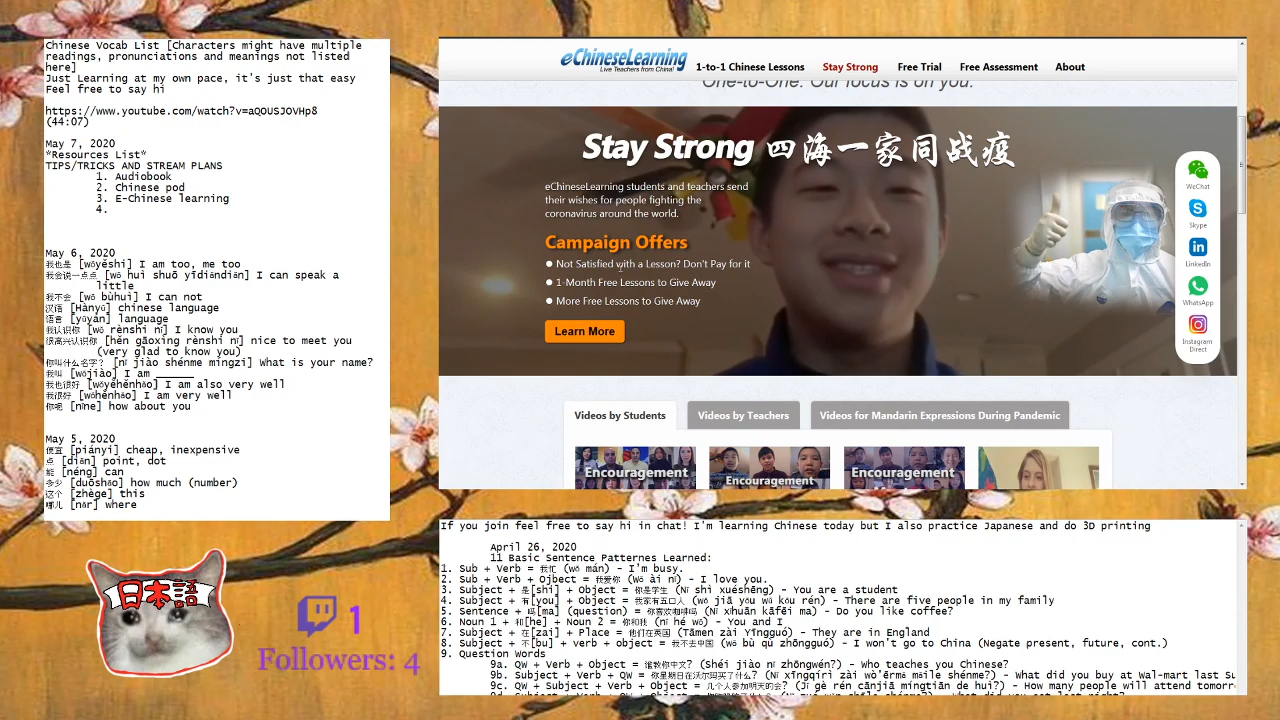 Chinese Vocab List [Characters might have multiple
readings, pronunciations and meanings not listed
here]
Just Learning at my own pace, it's just that easy
Feel free to say hi
https://www.youtube.com/watch?v=aQOUSJOVHp8
(44:07)
May 7, 2020
*Resources List*
TIPS/TRICKS AND STREAM PLANS
1. Audiobook
2. Chinese pod
3. E-Chinese learning
4.
May 6, 2020
我也是 [wǒyěshì] I am too, me too
我会说一点点 [wǒ huì shuō yīdiǎndiǎn] I can speak a
little
我不会 [wǒ bùhuì] I can not
汉语 [Hànyǔ] chinese language
语言 [yǔyán] language
我认识你 [wǒ rènshi nǐ] I know you
很高兴认识你 [hěn gāoxìng rènshi nǐ] nice to meet you
(very glad to know you)
你叫什么名字? [nǐ jiào shénme míngzì] What is your name?
我叫 [wǒjiào] I am ______
我也很好 [wǒyěhěnhǎo] I am also very well
我很好 [wǒhěnhǎo] I am very well
你呢 [nǐne] how about you
May 5, 2020
便宜 [piányi] cheap, inexpensive
点 [diǎn] point, dot
能 [néng] can
多少 [duōshǎo] how much (number)
这个 [zhège] this
哪儿 [nǎr] where
eChineseLearning
Live Teachers from China!
1-to-1 Chinese Lessons
Stay Strong
Free Trial
Free Assessment
About
One-to-One. Our focus is on you.
Stay Strong 四海一家同战疫
eChineseLearning students and teachers send
their wishes for people fighting the
coronavirus around the world.
Campaign Offers
Not Satisfied with a Lesson? Don't Pay for it
1-Month Free Lessons to Give Away
More Free Lessons to Give Away
Learn More
WeChat
Skype
LinkedIn
WhatsApp
Instagram
Direct
Videos by Students
Videos by Teachers
Videos for Mandarin Expressions During Pandemic
Encouragement
Encouragement
Encouragement
日本語
1
Followers: 4
If you join feel free to say hi in chat! I'm learning Chinese today but I also practice Japanese and do 3D printing
April 26, 2020
11 Basic Sentence Patternes Learned:
1. Sub + Verb = 我忙 (Wǒ máng) - I'm busy.
2. Sub + Verb + Ojbect = 我爱你 (Wǒ ài nǐ) - I love you.
3. Subject + 是[shì] + Object = 你是学生 (Nǐ shì xuéshēng) - You are a student
4. Subject + 有[yǒu] + Object = 我家有五口人 (Wǒ jiā yǒu wǔ kǒu rén) - There are five people in my family
5. Sentence + 吗[ma] (question) = 你喜欢咖啡吗 (Nǐ xǐhuān kāfēi ma) - Do you like coffee?
6. Noun 1 + 和[hé] + Noun 2 = 你和我 (nǐ hé wǒ) - You and I
7. Subject + 在[zài] + Place = 他们在英国 (Tāmen zài Yīngguó) - They are in England
8. Subject + 不[bù] + verb + object = 我不去中国 (Wǒ bù qù zhōngguó) - I won't go to China (Negate present, future, cont.)
9. Question Words
9a. QW + Verb + Object = 谁教你中文? (Shéi jiào nǐ zhōngwén?) - Who teaches you Chinese?
9b. Subject + Verb + QW = 你星期日在沃尔玛买了什么? (Nǐ xīngqírì zài wò'ěrmǎ mǎile shénme?) - What did you buy at Wal-mart last Su
9c. QW + Subject + Verb + Object = 几个人参加明天的会? (Jǐ gè rén cānjiā míngtiān de huì?) - How many people will attend tomorr